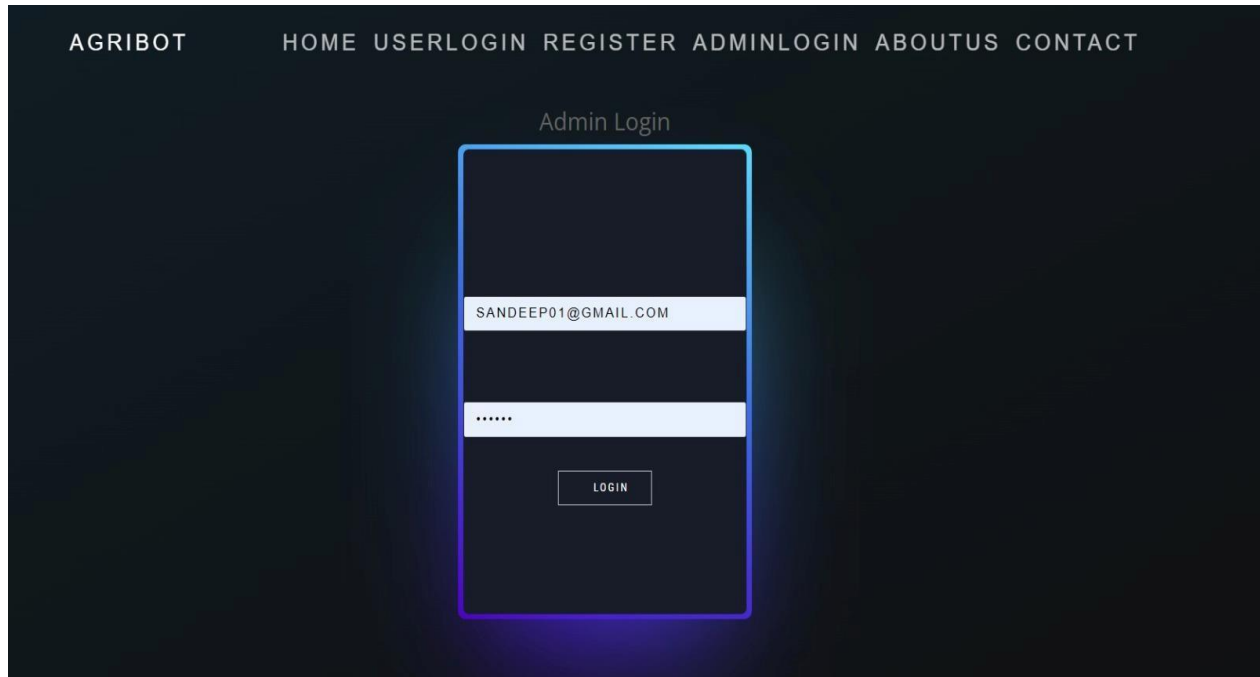 AGRIBOT HOME USERLOGIN REGISTER ADMINLOGIN ABOUTUS CONTACT
Admin Login
SANDEEP01@GMAIL.COM
••••••
LOGIN